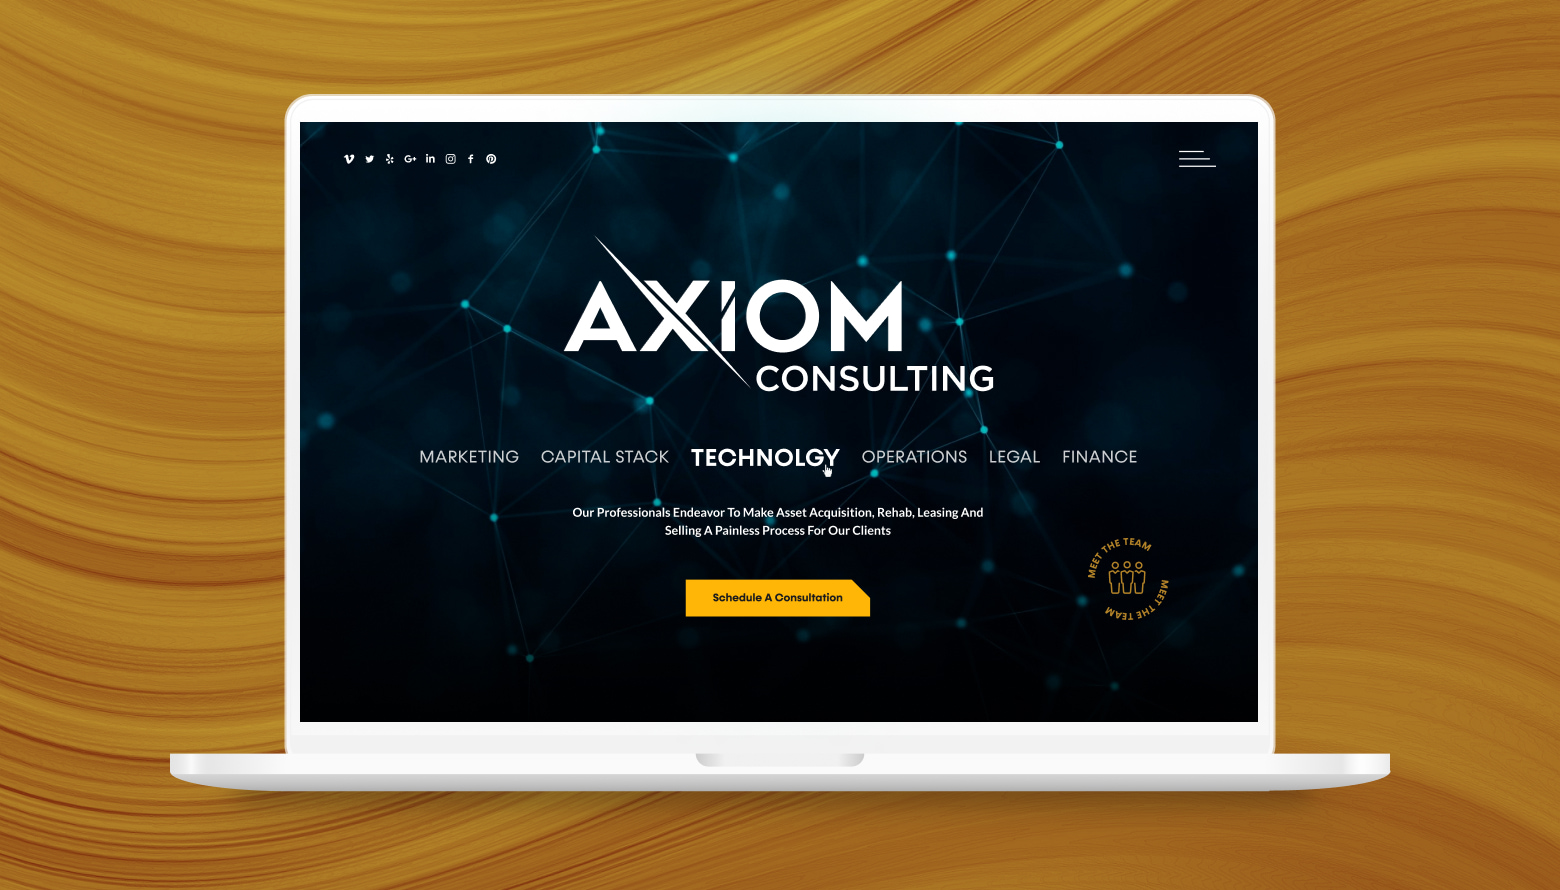 AXIOM
CONSULTING
MARKETING CAPITAL STACK TECHNOLGY OPERATIONS LEGAL FINANCE
Our Professionals Endeavor To Make Asset Acquisition, Rehab, Leasing And
Selling A Painless Process For Our Clients
MEET THE TEAM
MEET THE TEAM
Schedule A Consultation